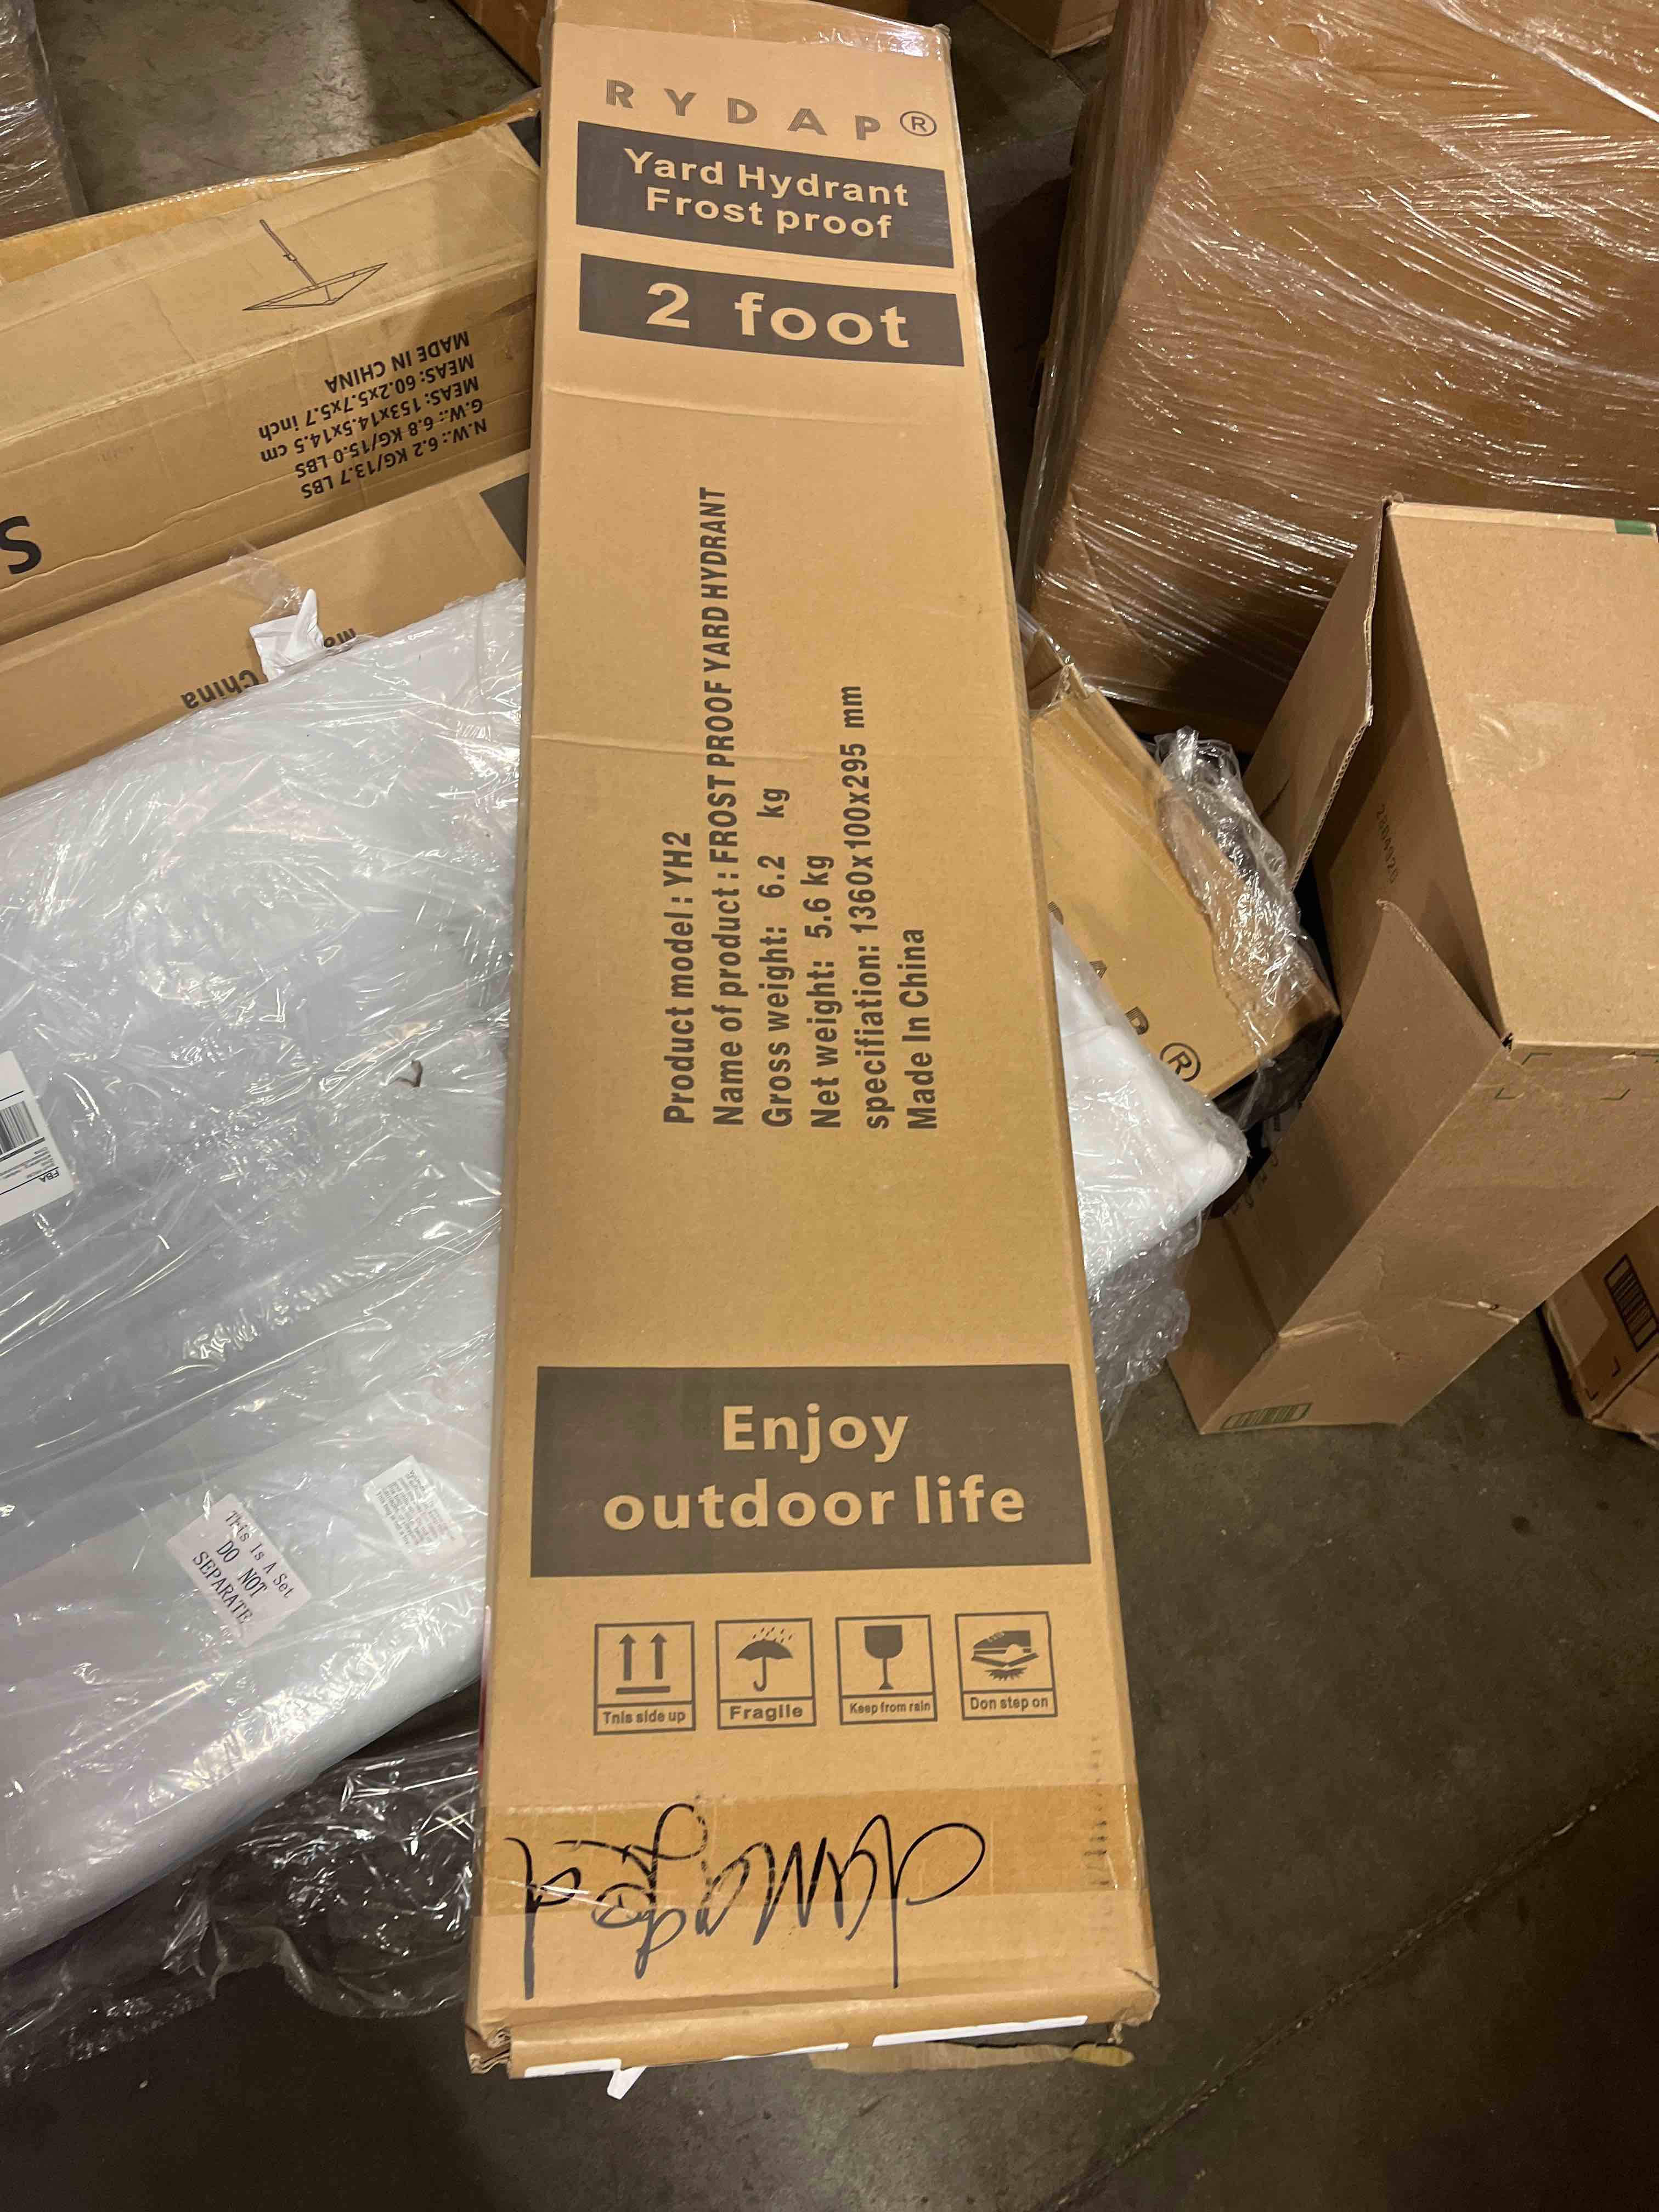 RYDAP®
Yard Hydrant
Frost proof
2 foot
Product model : YH2
Name of product : FROST PROOF YARD HYDRANT
Gross weight: 6.2 kg
Net weight: 5.6 kg
specifiation: 1360x100x295 mm
Made In China
Enjoy
outdoor life
This side up
Fragile
Keep from rain
Don step on
damaged
N.W.: 6.2 KG/13.7 LBS
G.W.: 6.8 KG/15.0 LBS
MEAS: 153x14.5x14.5 cm
MEAS: 60.2x5.7x5.7 inch
MADE IN CHINA
S
China
FBA
This Is A Set
DO NOT
SEPARATE
A P ®